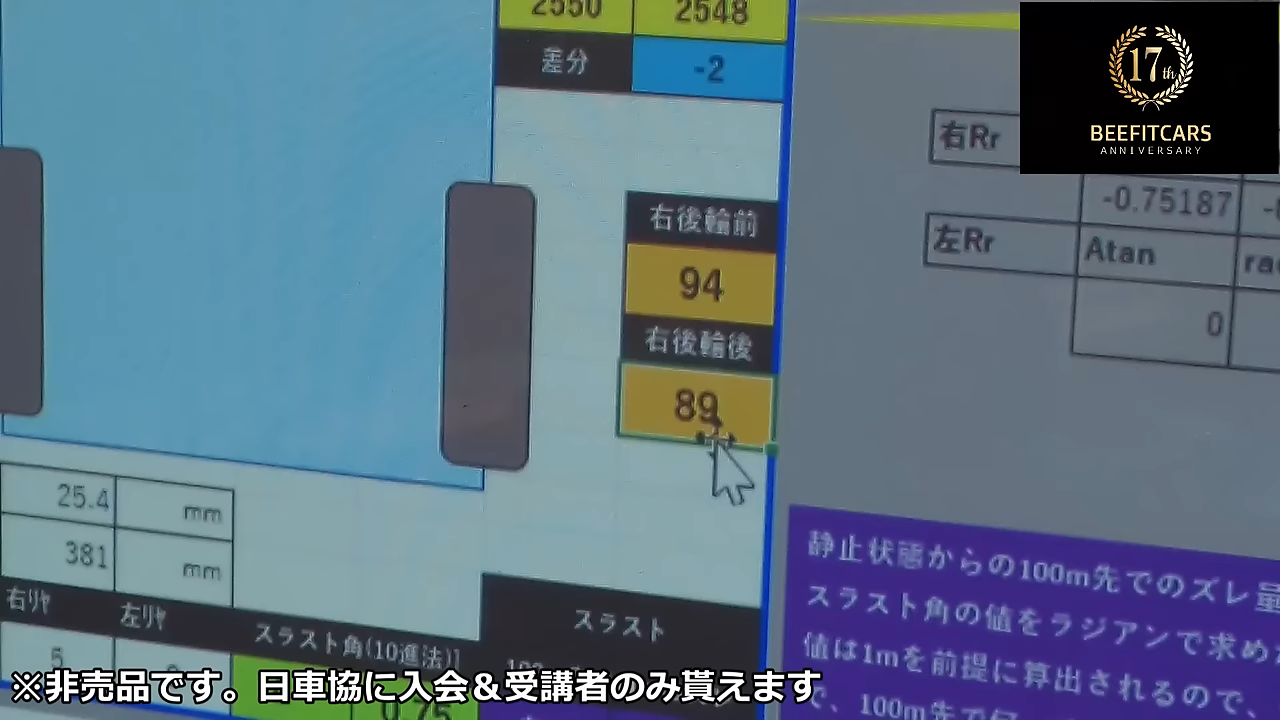 2550 2548
差分 -2
17th
BEEFITCARS
ANNIVERSARY
右Rr
-0.75187
左Rr Atan
0
右後輪前
94
右後輪後
89
25.4 mm
381 mm
右ﾘﾔ 左ﾘﾔ スラスト角(10進法)]
スラスト
5
0.75
静止状態からの100m先でのズレ量
スラスト角の値をラジアンで求め
値は1mを前提に算出されるので、
で、100m先で何
※非売品です。日車協に入会＆受講者のみ貰えます